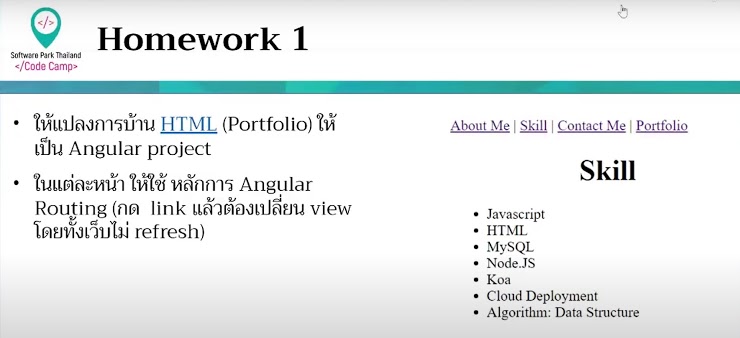 Software Park Thailand
</Code Camp>
Homework 1
• ให้แปลงการบ้าน HTML (Portfolio) ให้
เป็น Angular project
• ในแต่ละหน้า ให้ใช้ หลักการ Angular
Routing (กด link แล้วต้องเปลี่ยน view
โดยทั้งเว็บไม่ refresh)
About Me | Skill | Contact Me | Portfolio
Skill
• Javascript
• HTML
• MySQL
• Node.JS
• Koa
• Cloud Deployment
• Algorithm: Data Structure